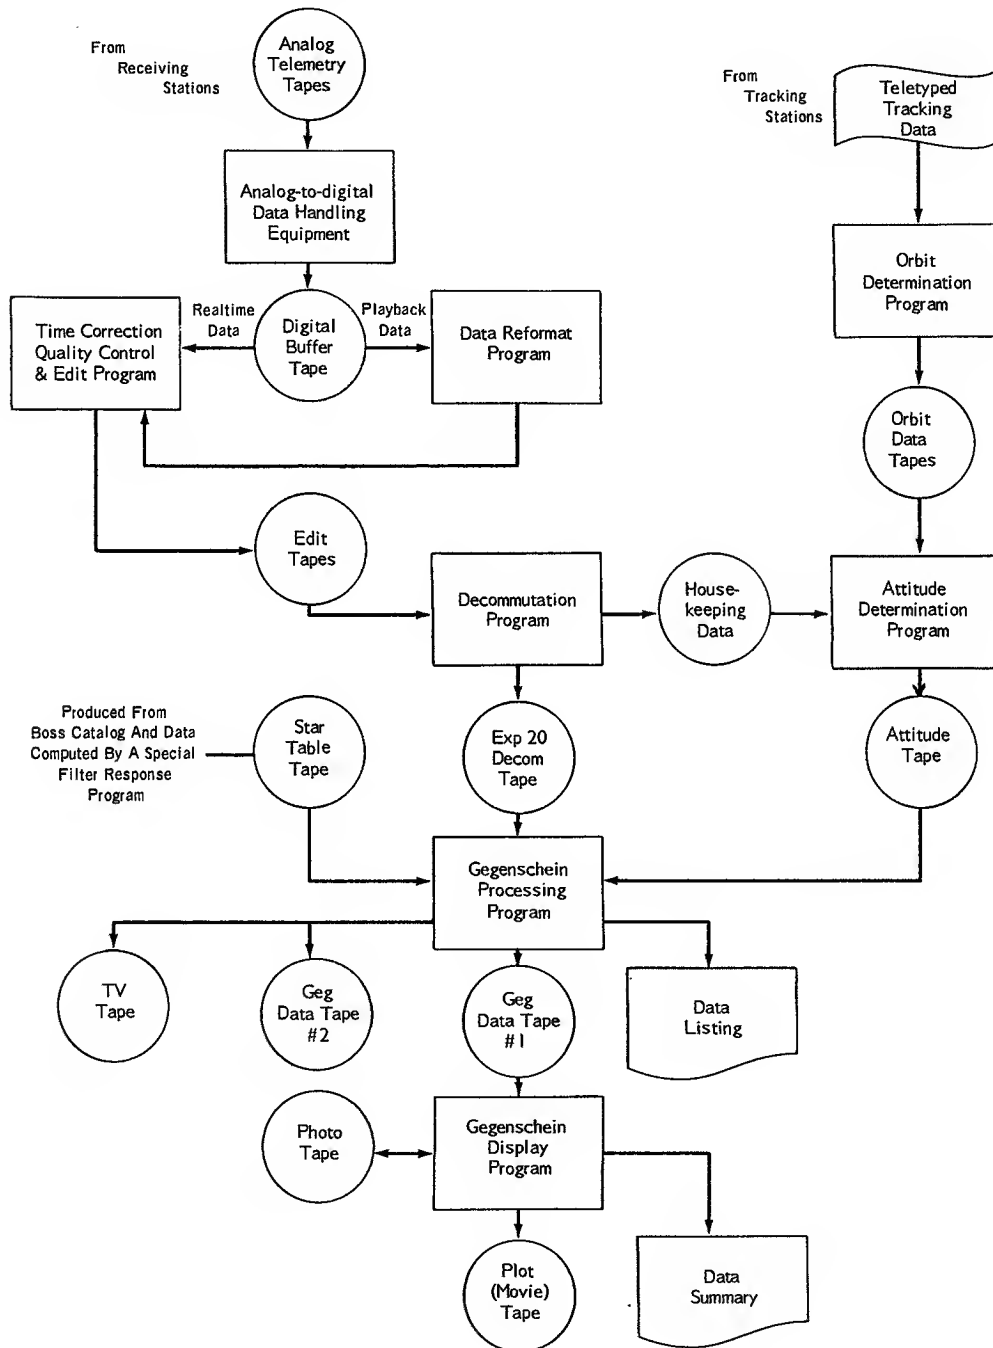 From
Receiving
Stations
Analog
Telemetry
Tapes
From
Tracking
Stations
Teletyped
Tracking
Data
Analog-to-digital
Data Handling
Equipment
Orbit
Determination
Program
Time Correction
Quality Control
& Edit Program
Realtime
Data
Digital
Buffer
Tape
Playback
Data
Data Reformat
Program
Orbit
Data
Tapes
Edit
Tapes
Decommutation
Program
House-
keeping
Data
Attitude
Determination
Program
Produced From
Boss Catalog And Data
Computed By A Special
Filter Response
Program
Star
Table
Tape
Exp 20
Decom
Tape
Attitude
Tape
Gegenschein
Processing
Program
TV
Tape
Geg
Data Tape
#2
Geg
Data Tape
#1
Data
Listing
Photo
Tape
Gegenschein
Display
Program
Plot
(Movie)
Tape
Data
Summary